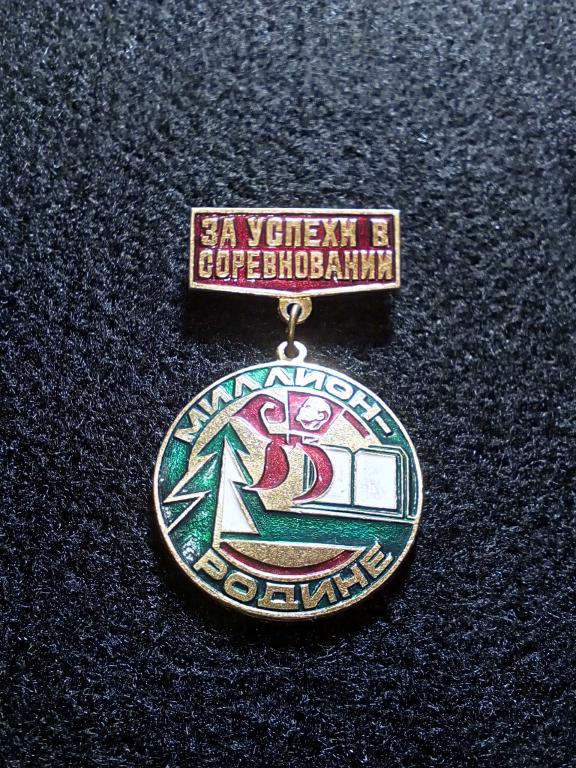 ЗА УСПЕХИ В
СОРЕВНОВАНИИ
МИЛЛИОН-
РОДИНЕ